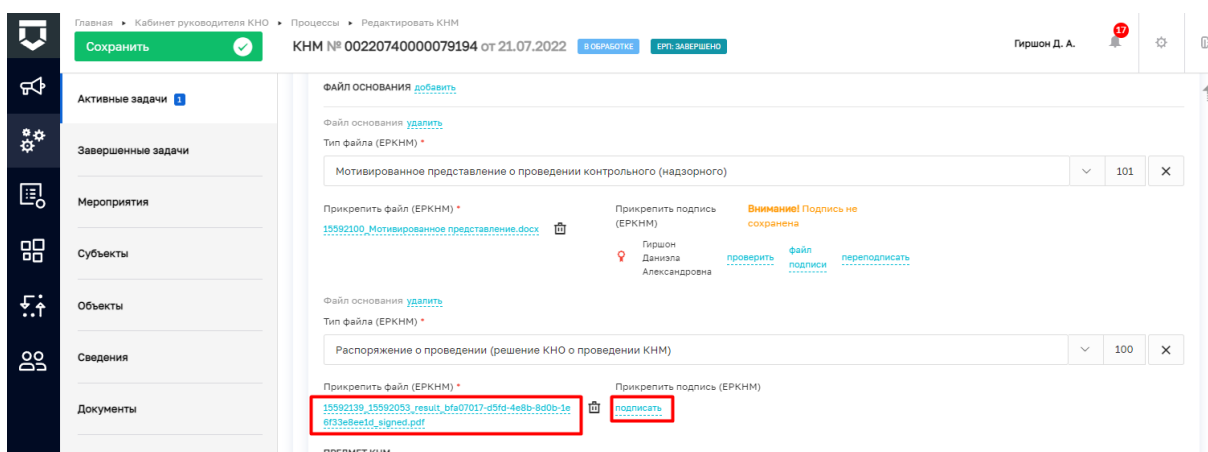 Главная ▸ Кабинет руководителя КНО ▸ Процессы ▸ Редактировать КНМ
Сохранить
КНМ № 00220740000079194 от 21.07.2022 В ОБРАБОТКЕ ЕРП: ЗАВЕРШЕНО
Гиршон Д. А.
17
Активные задачи 1
Завершенные задачи
Мероприятия
Субъекты
Объекты
Сведения
Документы
ФАЙЛ ОСНОВАНИЯ добавить
Файл основания удалить
Тип файла (ЕРКНМ) *
Мотивированное представление о проведении контрольного (надзорного) 101
Прикрепить файл (ЕРКНМ) *
15592100_Мотивированное представление.docx
Прикрепить подпись
(ЕРКНМ)
Внимание! Подпись не
сохранена
Гиршон
Даниэла
Александровна
проверить
файл
подписи
переподписать
Файл основания удалить
Тип файла (ЕРКНМ) *
Распоряжение о проведении (решение КНО о проведении КНМ) 100
Прикрепить файл (ЕРКНМ) *
15592139_15592053_result_bfa07017-d5fd-4e8b-8d0b-1e
6f33e8ee1d_signed.pdf
Прикрепить подпись (ЕРКНМ)
подписать
ПРЕДМЕТ КНМ